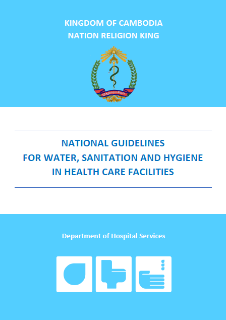 KINGDOM OF CAMBODIA
NATION RELIGION KING
NATIONAL GUIDELINES
FOR WATER, SANITATION AND HYGIENE
IN HEALTH CARE FACILITIES
Department of Hospital Services